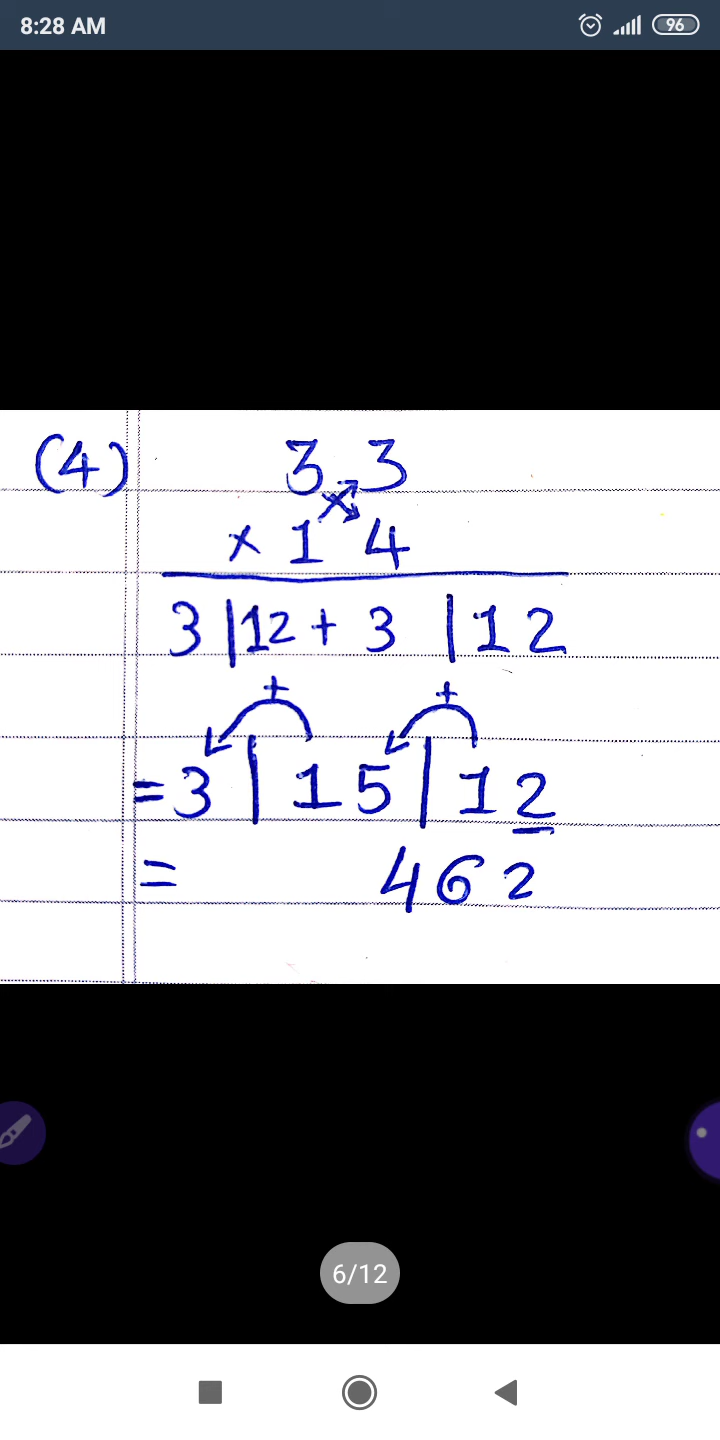 8:28 AM 96
(4) 3 3
× 1 4
3 | 12 + 3 | 12
+ +
= 3 | 15 | 12
= 462
6/12